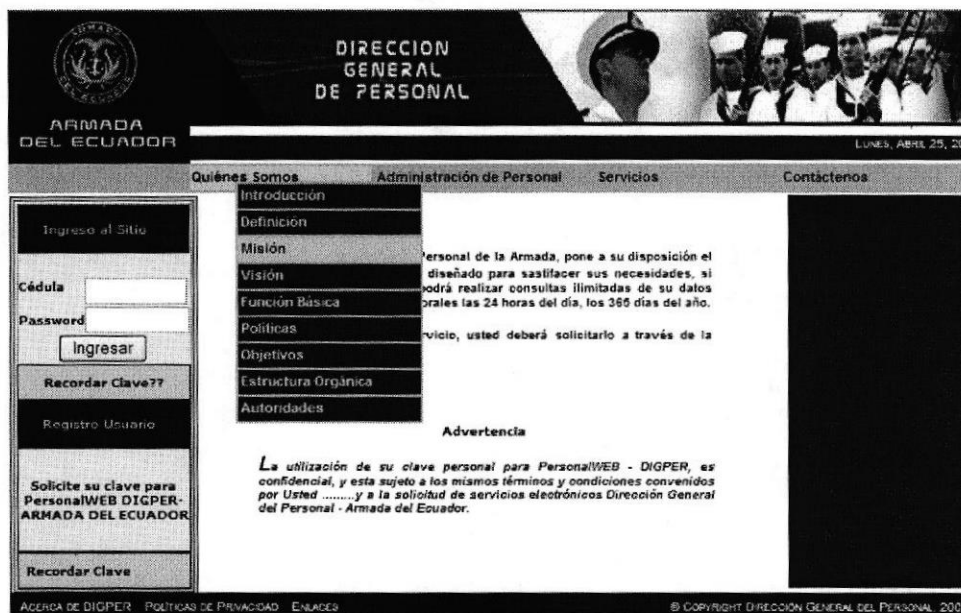 ARMADA DEL ECUADOR
DIRECCION
GENERAL
DE PERSONAL
ARMADA
DEL ECUADOR
LUNES, ABRIL 25, 20
Quiénes Somos Administración de Personal Servicios Contáctenos
Ingreso al Sitio
Cédula
Password
Ingresar
Recordar Clave??
Registro Usuario
Solicite su clave para
PersonalWEB DIGPER-
ARMADA DEL ECUADOR
Recordar Clave
Introducción
Definición
Misión
Visión
Función Básica
Políticas
Objetivos
Estructura Orgánica
Autoridades
Personal de la Armada, pone a su disposición el
diseñado para sastifacer sus necesidades, si
podrá realizar consultas ilimitadas de su datos
orales las 24 horas del día, los 365 días del año.
rvicio, usted deberá solicitarlo a través de la
Advertencia
La utilización de su clave personal para PersonalWEB - DIGPER, es
confidencial, y esta sujeto a los mismos términos y condiciones convenidos
por Usted .........y a la solicitud de servicios electrónicos Dirección General
del Personal - Armada del Ecuador.
ACERCA DE DIGPER POLÍTICAS DE PRIVACIDAD ENLACES
© COPYRIGHT DIRECCIÓN GENERAL DEL PERSONAL, 200